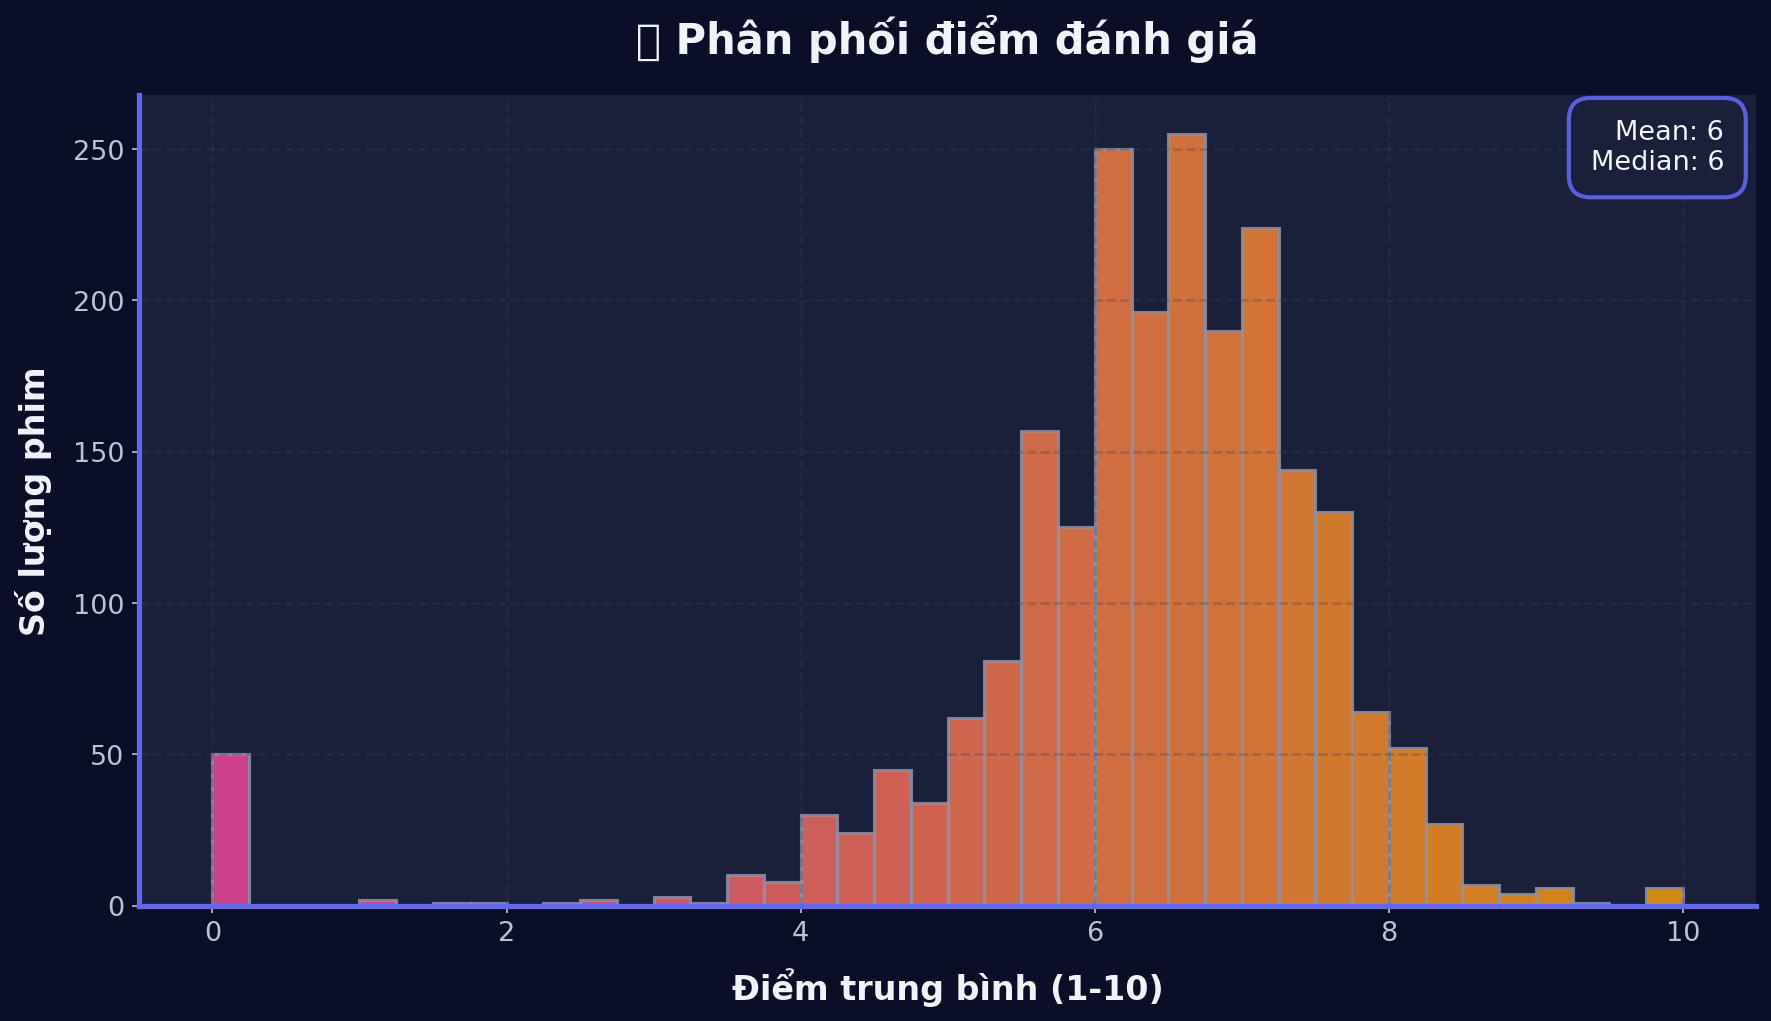 Phân phối điểm đánh giá
Mean: 6
Median: 6
250
200
150
100
50
0
Số lượng phim
0 2 4 6 8 10
Điểm trung bình (1-10)